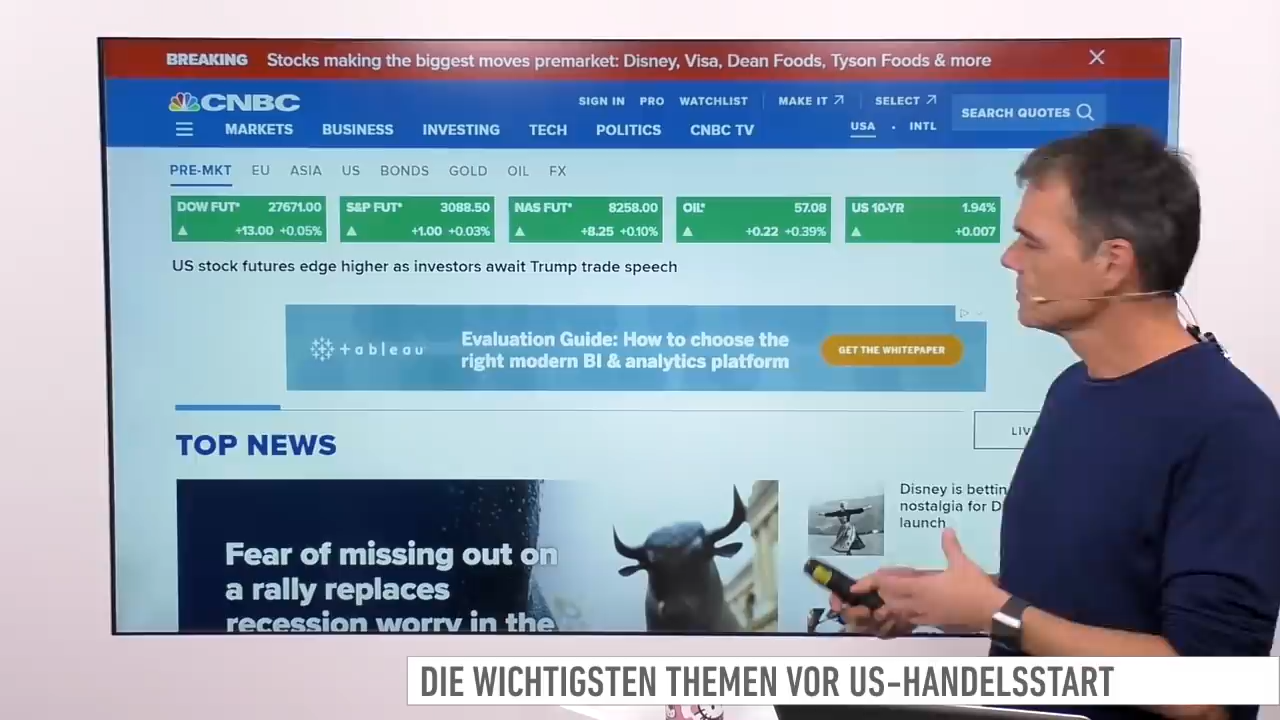 BREAKING Stocks making the biggest moves premarket: Disney, Visa, Dean Foods, Tyson Foods & more
CNBC
SIGN IN PRO WATCHLIST MAKE IT SELECT
SEARCH QUOTES
USA · INTL
MARKETS BUSINESS INVESTING TECH POLITICS CNBC TV
PRE-MKT EU ASIA US BONDS GOLD OIL FX
DOW FUT* 27671.00
+13.00 +0.05%
S&P FUT* 3088.50
+1.00 +0.03%
NAS FUT* 8258.00
+8.25 +0.10%
OIL* 57.08
+0.22 +0.39%
US 10-YR 1.94%
+0.007
US stock futures edge higher as investors await Trump trade speech
+ableau
Evaluation Guide: How to choose the
right modern BI & analytics platform
GET THE WHITEPAPER
TOP NEWS
LIV
Fear of missing out on
a rally replaces
recession worry in the
Disney is bettin
nostalgia for D
launch
DIE WICHTIGSTEN THEMEN VOR US-HANDELSSTART